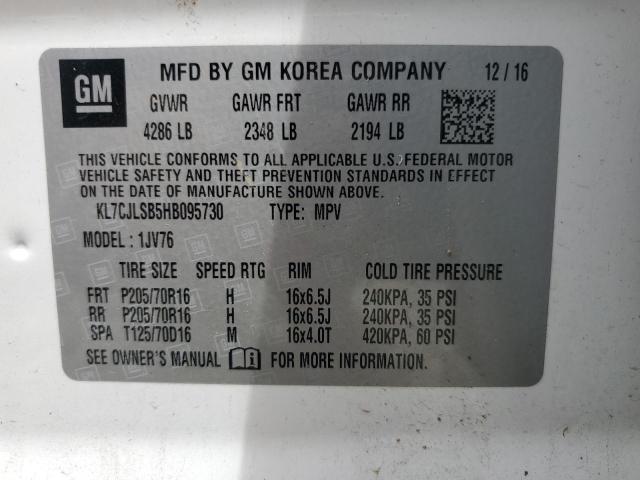 GM MFD BY GM KOREA COMPANY 12/16
GVWR GAWR FRT GAWR RR
4286 LB 2348 LB 2194 LB
THIS VEHICLE CONFORMS TO ALL APPLICABLE U.S. FEDERAL MOTOR
VEHICLE SAFETY AND THEFT PREVENTION STANDARDS IN EFFECT
ON THE DATE OF MANUFACTURE SHOWN ABOVE.
KL7CJLSB5HB095730 TYPE: MPV
MODEL: 1JV76
TIRE SIZE SPEED RTG RIM COLD TIRE PRESSURE
FRT P205/70R16 H 16x6.5J 240KPA, 35 PSI
RR P205/70R16 H 16x6.5J 240KPA, 35 PSI
SPA T125/70D16 M 16x4.0T 420KPA, 60 PSI
SEE OWNER'S MANUAL FOR MORE INFORMATION.